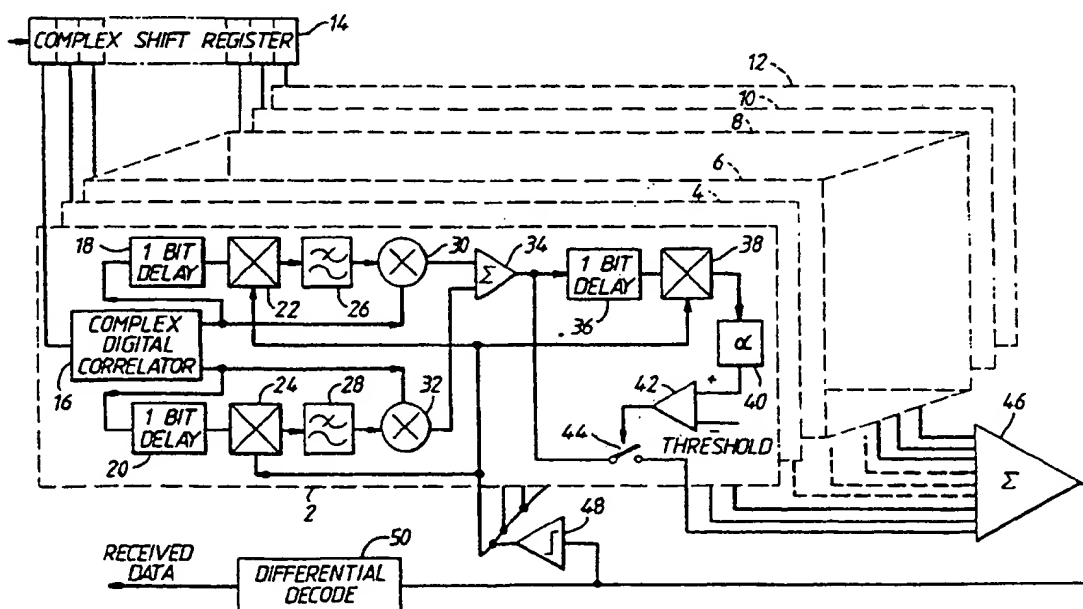 COMPLEX SHIFT REGISTER
14
12
10
8
6
4
18
1 BIT
DELAY
22
26
30
34
1 BIT
DELAY
36
38
COMPLEX
DIGITAL
CORRELATOR
16
α
40
24
28
32
42
+
−
THRESHOLD
44
1 BIT
DELAY
20
2
Σ
Σ
46
48
50
RECEIVED
DATA
DIFFERENTIAL
DECODE